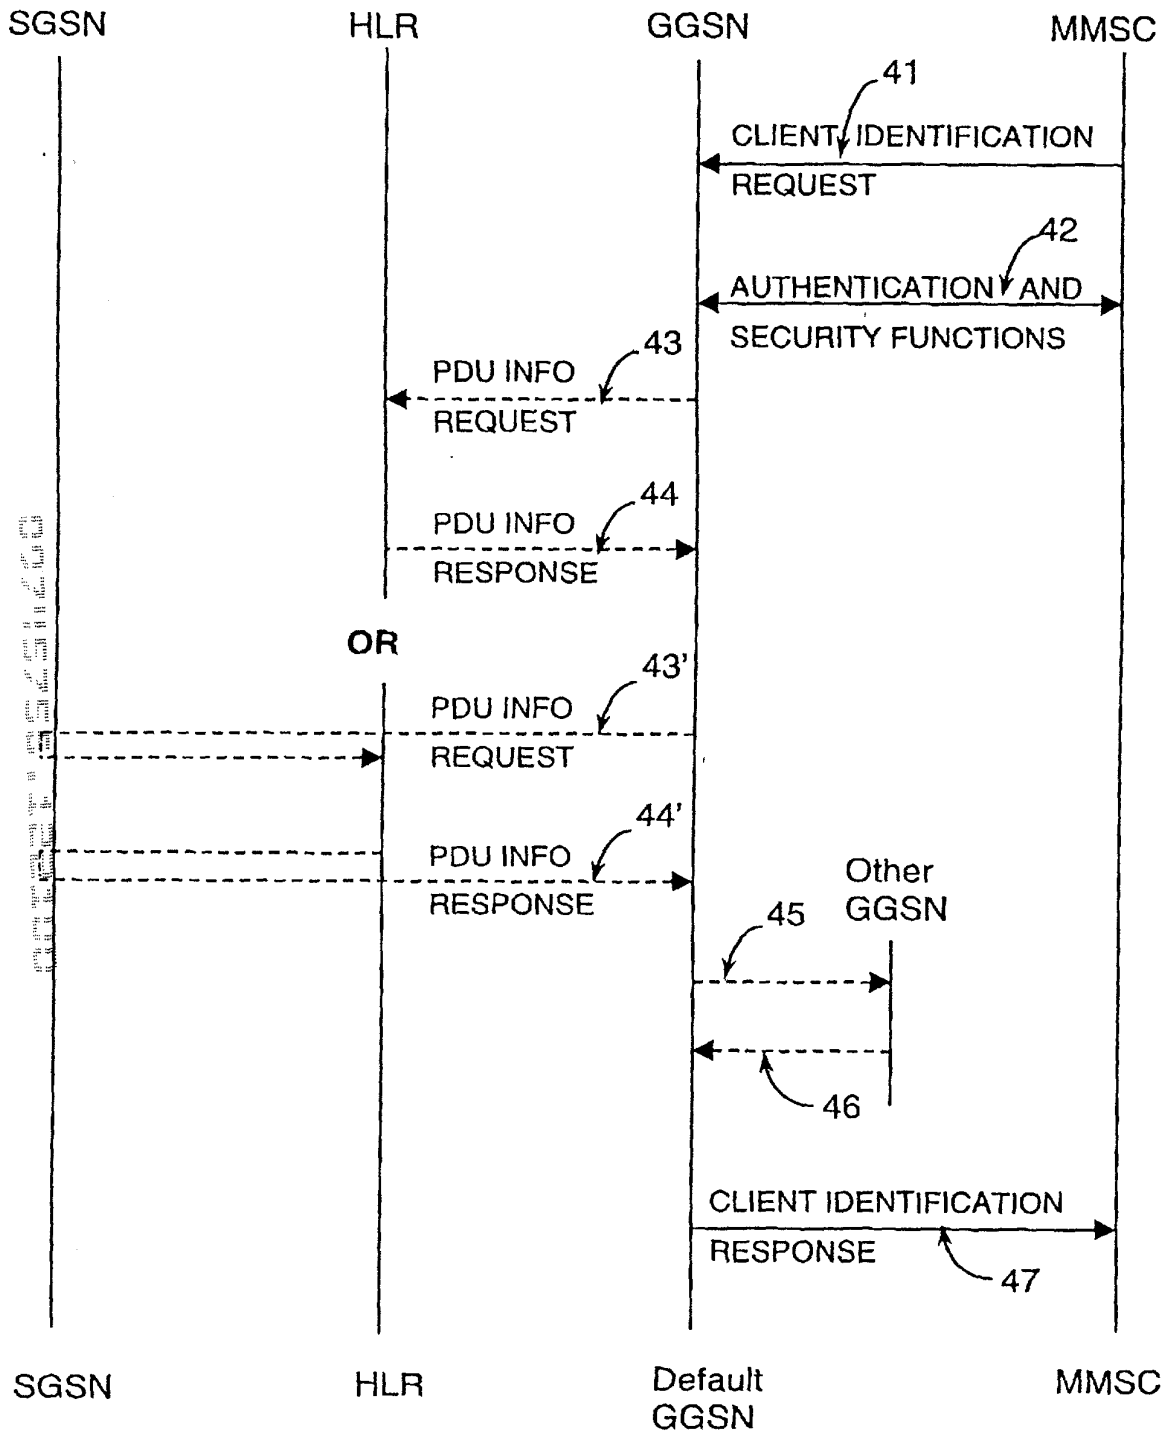 SGSN
HLR
GGSN
MMSC
41
CLIENT IDENTIFICATION
REQUEST
42
AUTHENTICATION AND
SECURITY FUNCTIONS
43
PDU INFO
REQUEST
44
PDU INFO
RESPONSE
OR
43'
PDU INFO
REQUEST
44'
PDU INFO
RESPONSE
Other
GGSN
45
46
CLIENT IDENTIFICATION
RESPONSE
47
SGSN
HLR
Default
GGSN
MMSC